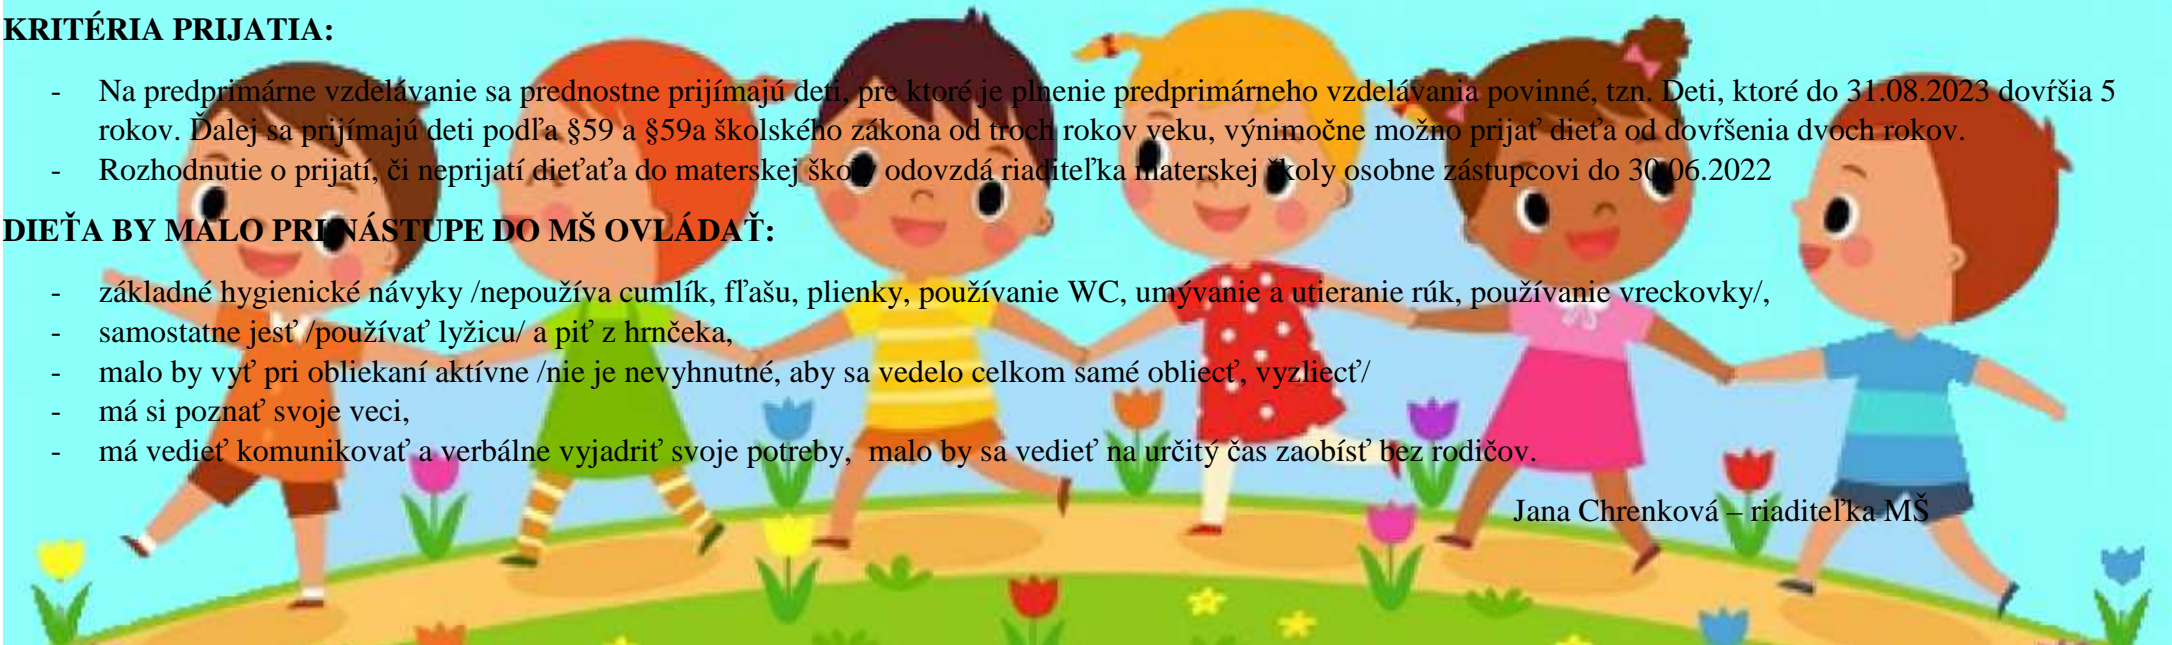 KRITÉRIA PRIJATIA:
- Na predprimárne vzdelávanie sa prednostne prijímajú deti, pre ktoré je plnenie predprimárneho vzdelávania povinné, tzn. Deti, ktoré do 31.08.2023 dovŕšia 5
rokov. Ďalej sa prijímajú deti podľa §59 a §59a školského zákona od troch rokov veku, výnimočne možno prijať dieťa od dovŕšenia dvoch rokov.
- Rozhodnutie o prijatí, či neprijatí dieťaťa do materskej školy odovzdá riaditeľka materskej školy osobne zástupcovi do 30.06.2022
DIEŤA BY MALO PRI NÁSTUPE DO MŠ OVLÁDAŤ:
- základné hygienické návyky /nepoužíva cumlík, fľašu, plienky, používanie WC, umývanie a utieranie rúk, používanie vreckovky/,
- samostatne jesť /používať lyžicu/ a piť z hrnčeka,
- malo by vyť pri obliekaní aktívne /nie je nevyhnutné, aby sa vedelo celkom samé obliecť, vyzliecť/
- má si poznať svoje veci,
- má vedieť komunikovať a verbálne vyjadriť svoje potreby, malo by sa vedieť na určitý čas zaobísť bez rodičov.
Jana Chrenková – riaditeľka MŠ